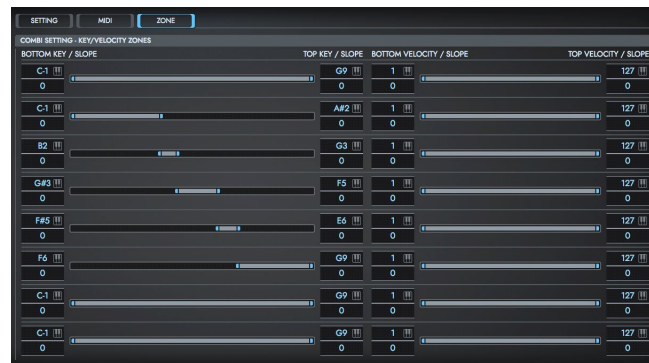 SETTING MIDI ZONE
COMBI SETTING - KEY/VELOCITY ZONES
BOTTOM KEY / SLOPE TOP KEY / SLOPE BOTTOM VELOCITY / SLOPE TOP VELOCITY / SLOPE
C-1 G9 1 127
0 0 0 0
C-1 A#2 1 127
0 0 0 0
B2 G3 1 127
0 0 0 0
G#3 F5 1 127
0 0 0 0
F#5 E6 1 127
0 0 0 0
F6 G9 1 127
0 0 0 0
C-1 G9 1 127
0 0 0 0
C-1 G9 1 127
0 0 0 0